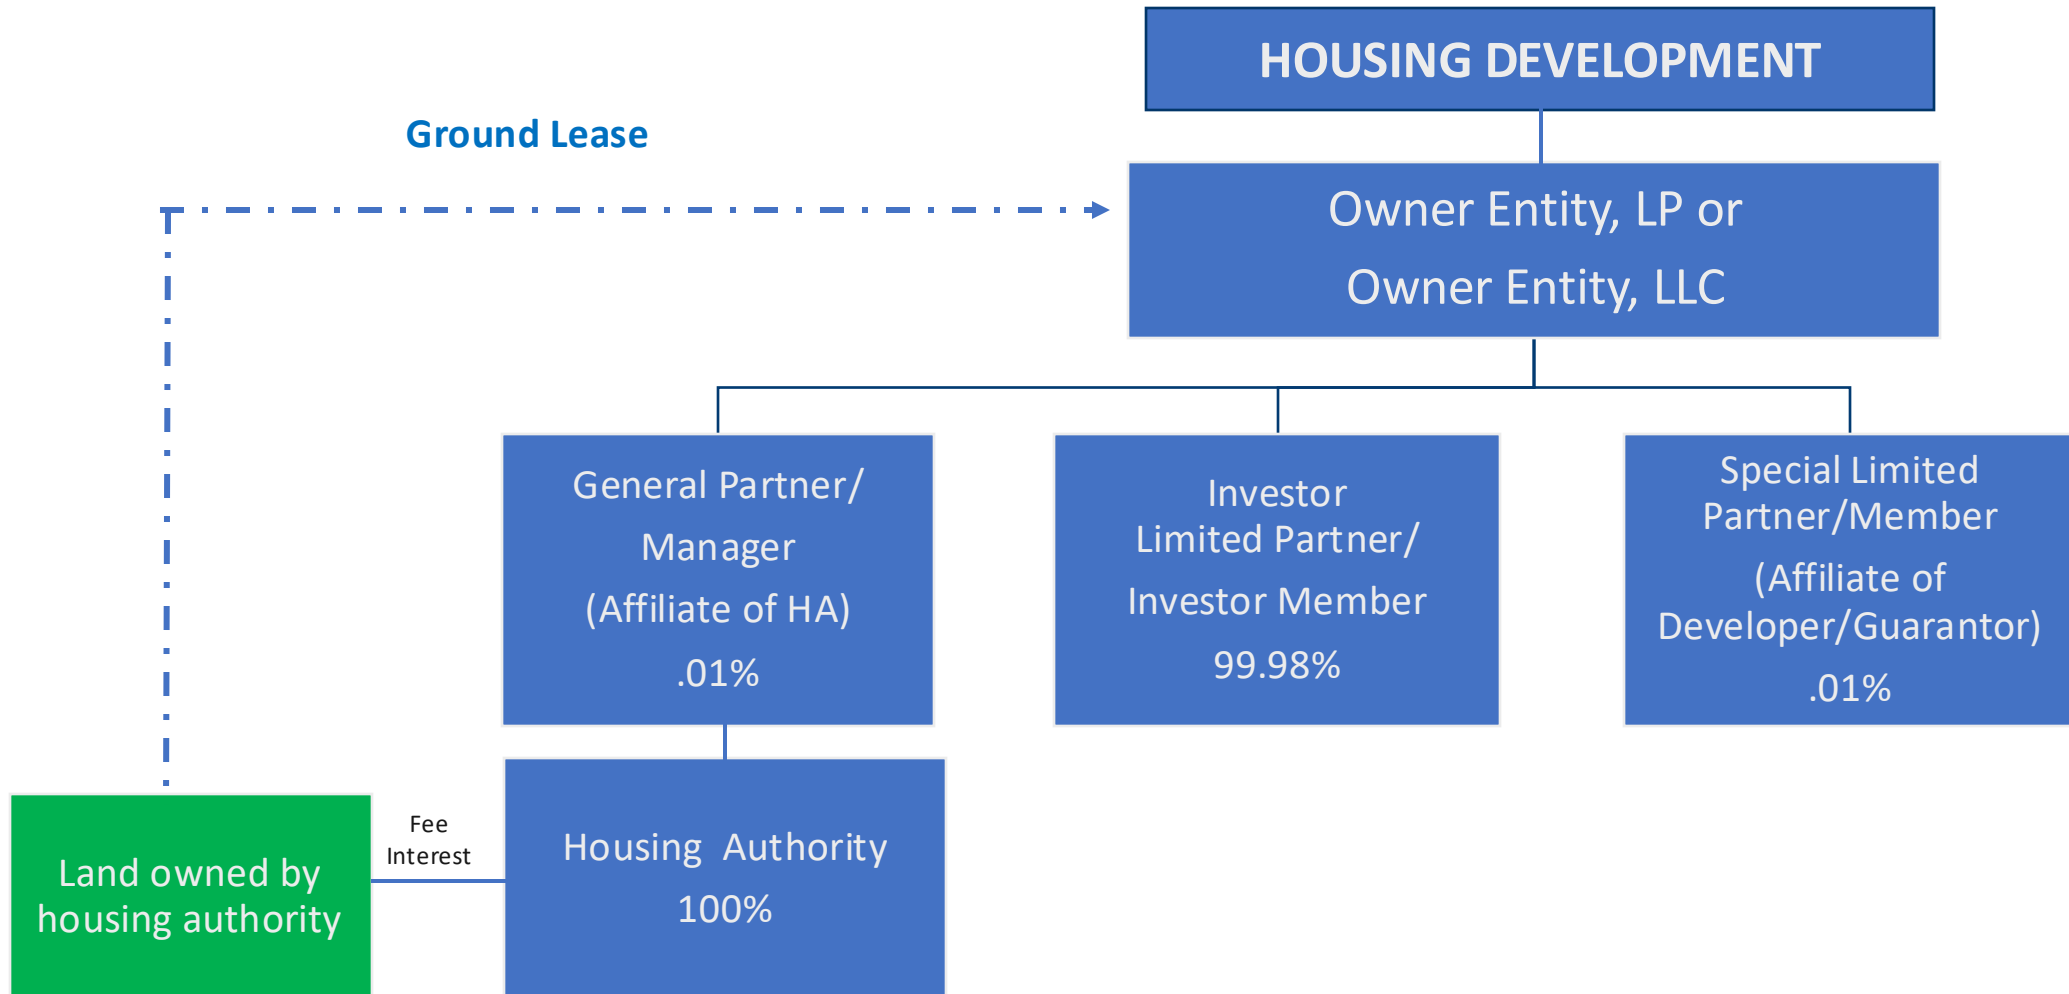 HOUSING DEVELOPMENT
Ground Lease
Owner Entity, LP or
Owner Entity, LLC
General Partner/
Manager
(Affiliate of HA)
.01%
Investor
Limited Partner/
Investor Member
99.98%
Special Limited
Partner/Member
(Affiliate of
Developer/Guarantor)
.01%
Land owned by
housing authority
Fee
Interest
Housing Authority
100%